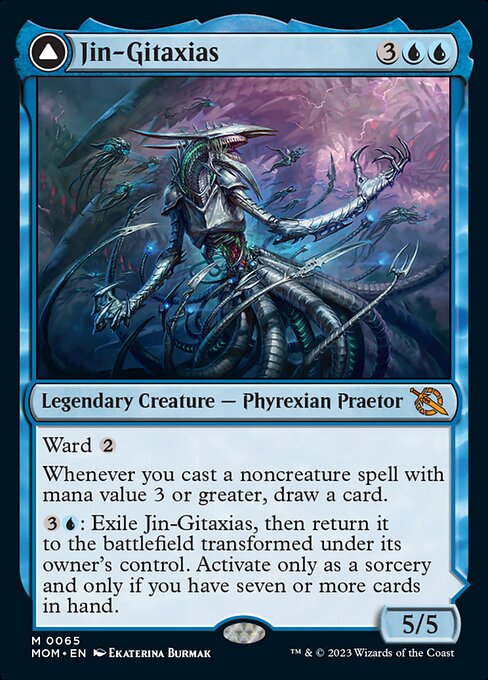 Jin-Gitaxias 3
Legendary Creature — Phyrexian Praetor
Ward 2
Whenever you cast a noncreature spell with
mana value 3 or greater, draw a card.
3: Exile Jin-Gitaxias, then return it
to the battlefield transformed under its
owner's control. Activate only as a sorcery
and only if you have seven or more cards
in hand.
5/5
M 0065
MOM • EN Ekaterina Burmak
™ & © 2023 Wizards of the Coast